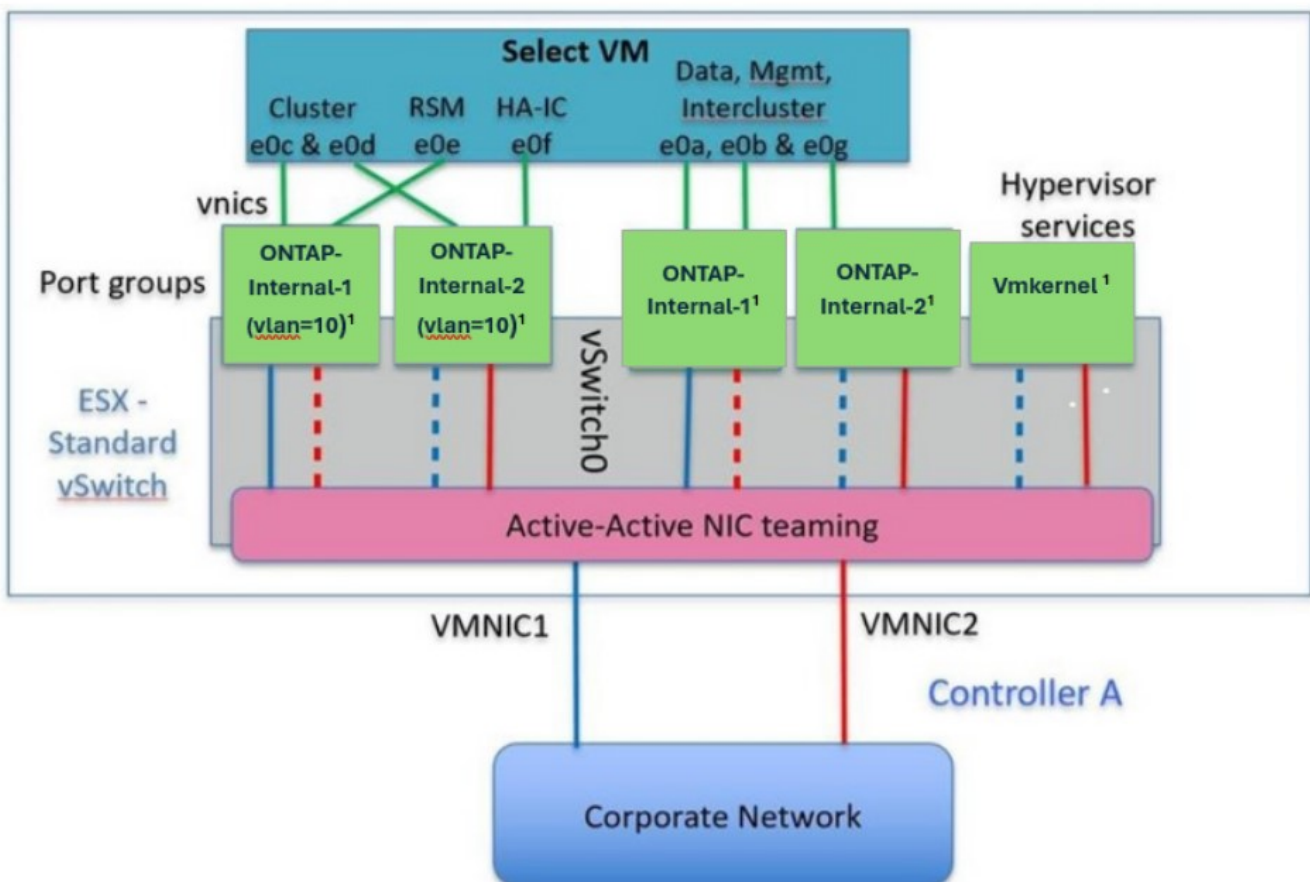 Select VM
Cluster
e0c & e0d
RSM
e0e
HA-IC
e0f
Data, Mgmt,
Intercluster
e0a, e0b & e0g
vnics
Hypervisor
services
Port groups
ONTAP-
Internal-1
(vlan=10)¹
ONTAP-
Internal-2
(vlan=10)¹
ONTAP-
Internal-1¹
ONTAP-
Internal-2¹
Vmkernel ¹
ESX -
Standard
vSwitch
vSwitch0
Active-Active NIC teaming
VMNIC1
VMNIC2
Controller A
Corporate Network